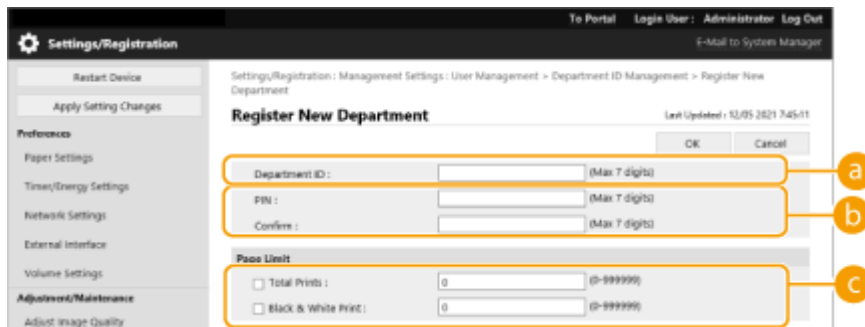 To Portal Login User : Administrator Log Out
Settings/Registration
E-Mail to System Manager
Restart Device
Apply Setting Changes
Preferences
Paper Settings
Timer/Energy Settings
Network Settings
External Interface
Volume Settings
Adjustment/Maintenance
Adjust Image Quality
Settings/Registration : Management Settings : User Management > Department ID Management > Register New
Department
Register New Department
Last Updated : 12/05 2021 7:45:11
OK Cancel
Department ID : (Max 7 digits)
a
PIN : (Max 7 digits)
b
Confirm : (Max 7 digits)
Page Limit
Total Prints : 0 (0-999999)
c
Black & White Print : 0 (0-999999)